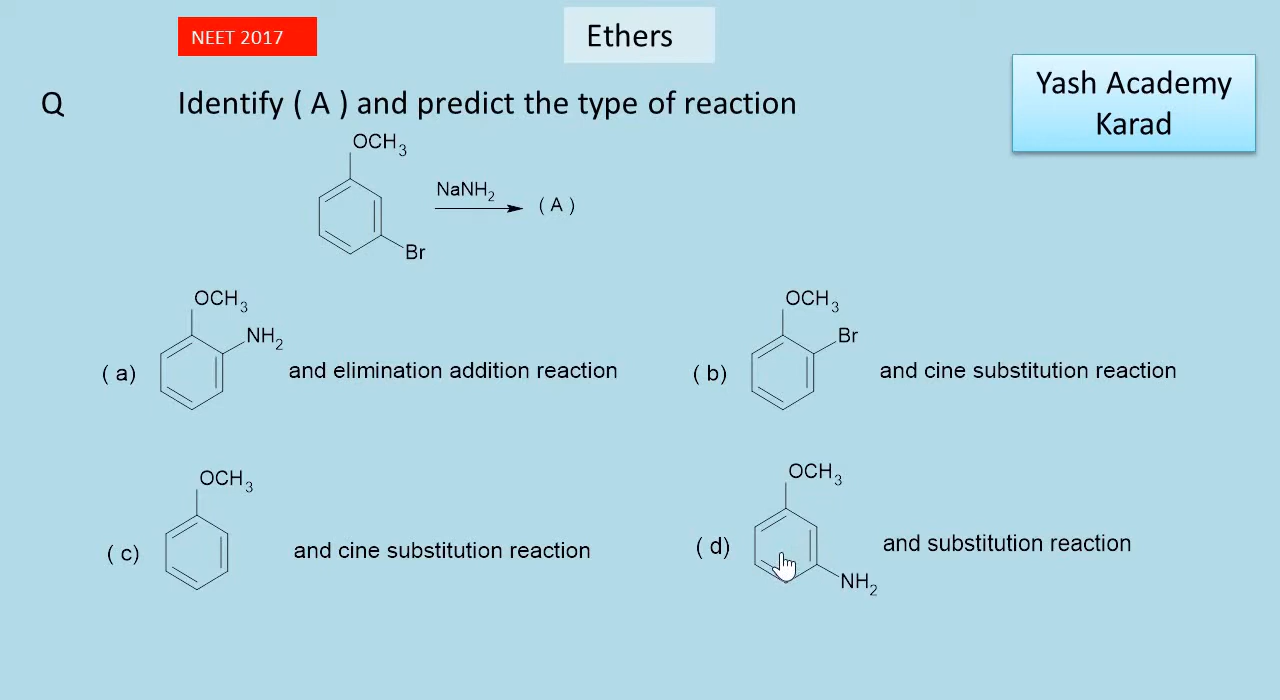 NEET 2017
Ethers
Yash Academy
Karad
Q Identify ( A ) and predict the type of reaction
OCH3
NaNH2
( A )
Br
OCH3
NH2
( a) and elimination addition reaction
OCH3
Br
( b) and cine substitution reaction
OCH3
( c) and cine substitution reaction
OCH3
( d) and substitution reaction
NH2